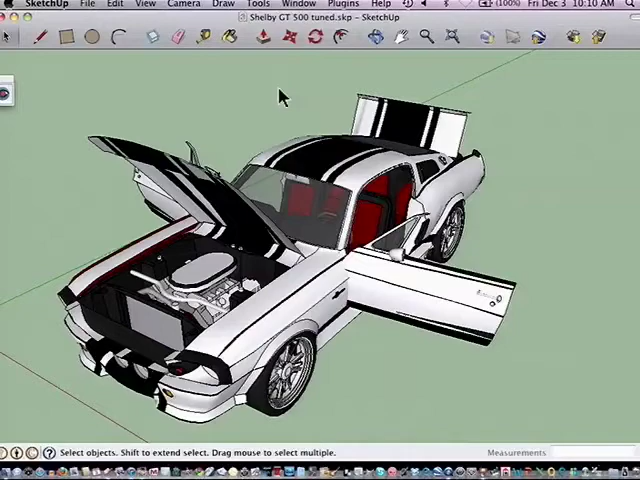 SketchUp File Edit View Camera Draw Tools Window Plugins Help (100%) Fri Dec 3 10:10 AM
Shelby GT 500 tuned.skp - SketchUp
Select objects. Shift to extend select. Drag mouse to select multiple.
Measurements